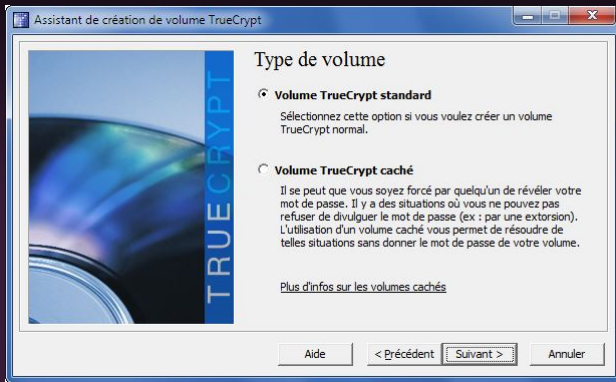 Assistant de création de volume TrueCrypt
Type de volume
Volume TrueCrypt standard
Sélectionnez cette option si vous voulez créer un volume
TrueCrypt normal.
Volume TrueCrypt caché
Il se peut que vous soyez forcé par quelqu'un de révéler votre
mot de passe. Il y a des situations où vous ne pouvez pas
refuser de divulguer le mot de passe (ex : par une extorsion).
L'utilisation d'un volume caché vous permet de résoudre de
telles situations sans donner le mot de passe de votre volume.
Plus d'infos sur les volumes cachés
TRUECRYPT
Aide
< Précédent
Suivant >
Annuler